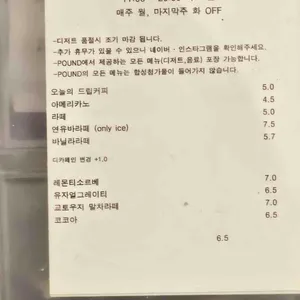 매주 월, 마지막주 화 OFF
-디저트 품절시 조기 마감 됩니다.
-추가 휴무가 있을 수 있으니 네이버·인스타그램을 확인해주세요.
-POUND에서 제공하는 모든 메뉴(디저트,음료) 포장 가능합니다.
-POUND의 모든 메뉴는 합성첨가물이 들어가지 않습니다.
오늘의 드립커피 5.0
아메리카노 4.5
라떼 5.0
연유바라떼 (only ice) 7.5
바닐라라떼 5.7
디카페인 변경 +1.0
레몬티소르베 7.0
유자얼그레이티 6.5
고토우지 말차라떼 7.0
코코아 6.5
6.5